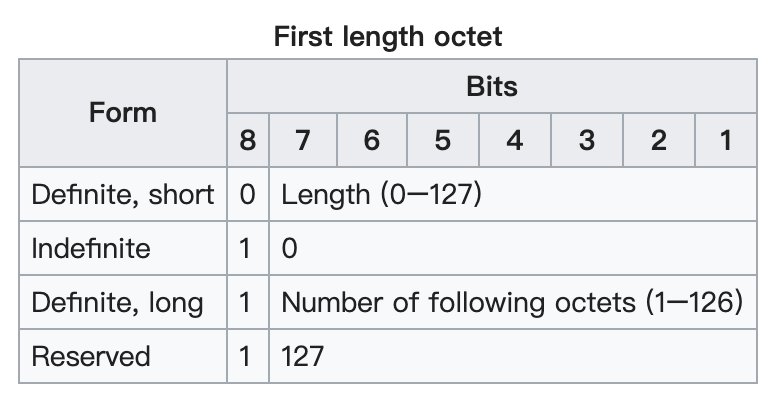 First length octet
Form Bits
8 7 6 5 4 3 2 1
Definite, short 0 Length (0–127)
Indefinite 1 0
Definite, long 1 Number of following octets (1–126)
Reserved 1 127